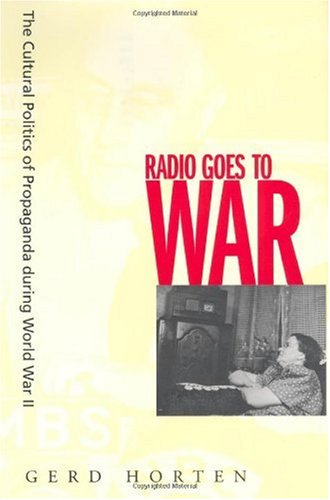 Copyrighted Material
The Cultural Politics of Propaganda during World War II
RADIO GOES TO
WAR
MBS
GERD HORTEN
Copyrighted Material